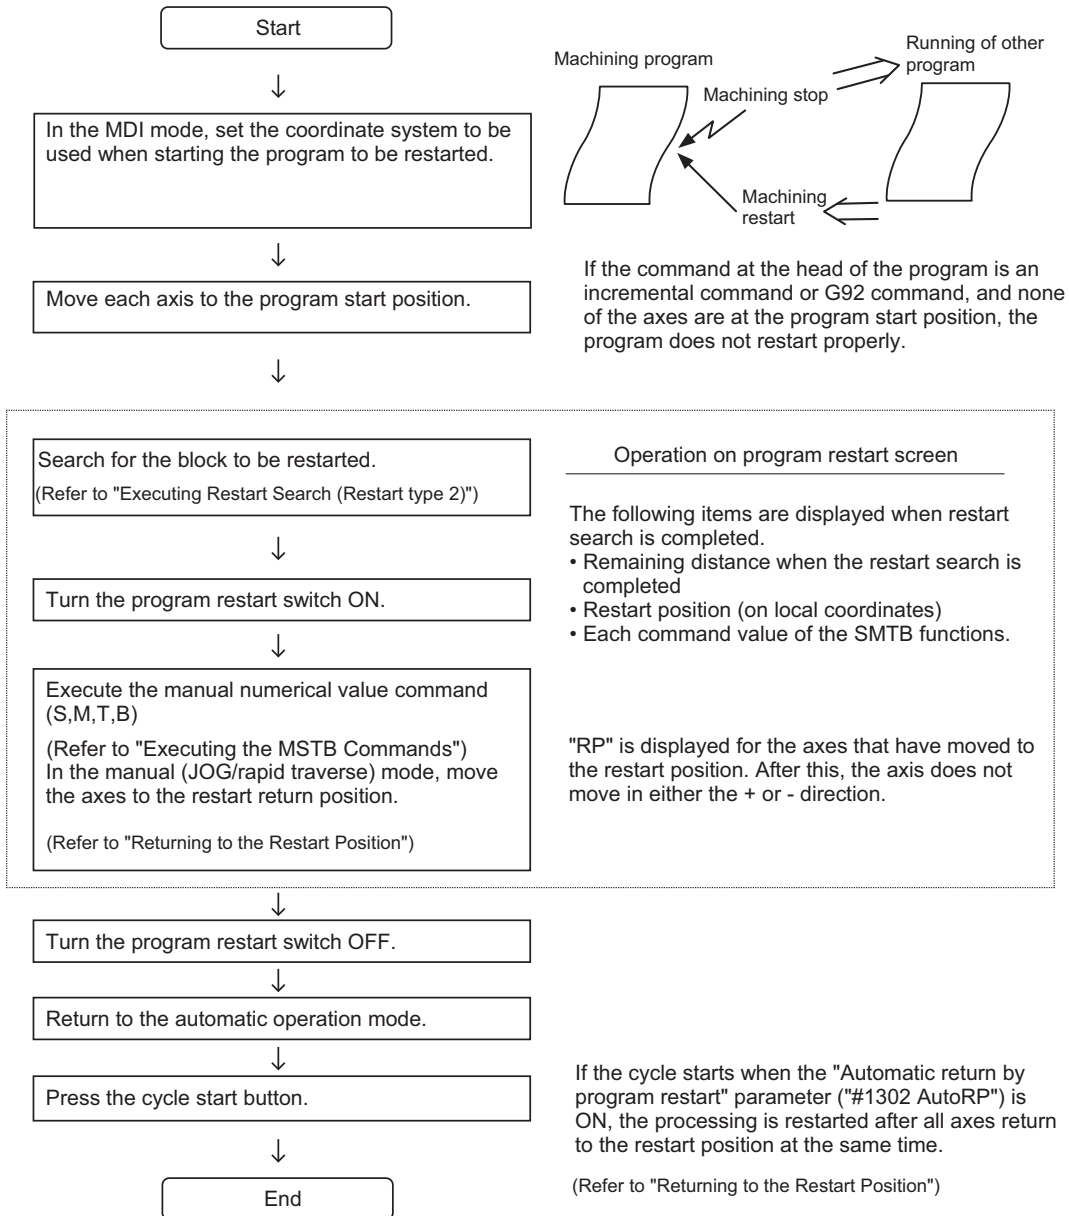 Start
Machining program
Running of other
program
Machining stop
Machining
restart
In the MDI mode, set the coordinate system to be
used when starting the program to be restarted.
Move each axis to the program start position.
If the command at the head of the program is an
incremental command or G92 command, and none
of the axes are at the program start position, the
program does not restart properly.
Search for the block to be restarted.
(Refer to "Executing Restart Search (Restart type 2)")
Operation on program restart screen
The following items are displayed when restart
search is completed.
• Remaining distance when the restart search is
completed
• Restart position (on local coordinates)
• Each command value of the SMTB functions.
Turn the program restart switch ON.
Execute the manual numerical value command
(S,M,T,B)
(Refer to "Executing the MSTB Commands")
In the manual (JOG/rapid traverse) mode, move
the axes to the restart return position.
(Refer to "Returning to the Restart Position")
"RP" is displayed for the axes that have moved to
the restart position. After this, the axis does not
move in either the + or - direction.
Turn the program restart switch OFF.
Return to the automatic operation mode.
Press the cycle start button.
If the cycle starts when the "Automatic return by
program restart" parameter ("#1302 AutoRP") is
ON, the processing is restarted after all axes return
to the restart position at the same time.
(Refer to "Returning to the Restart Position")
End